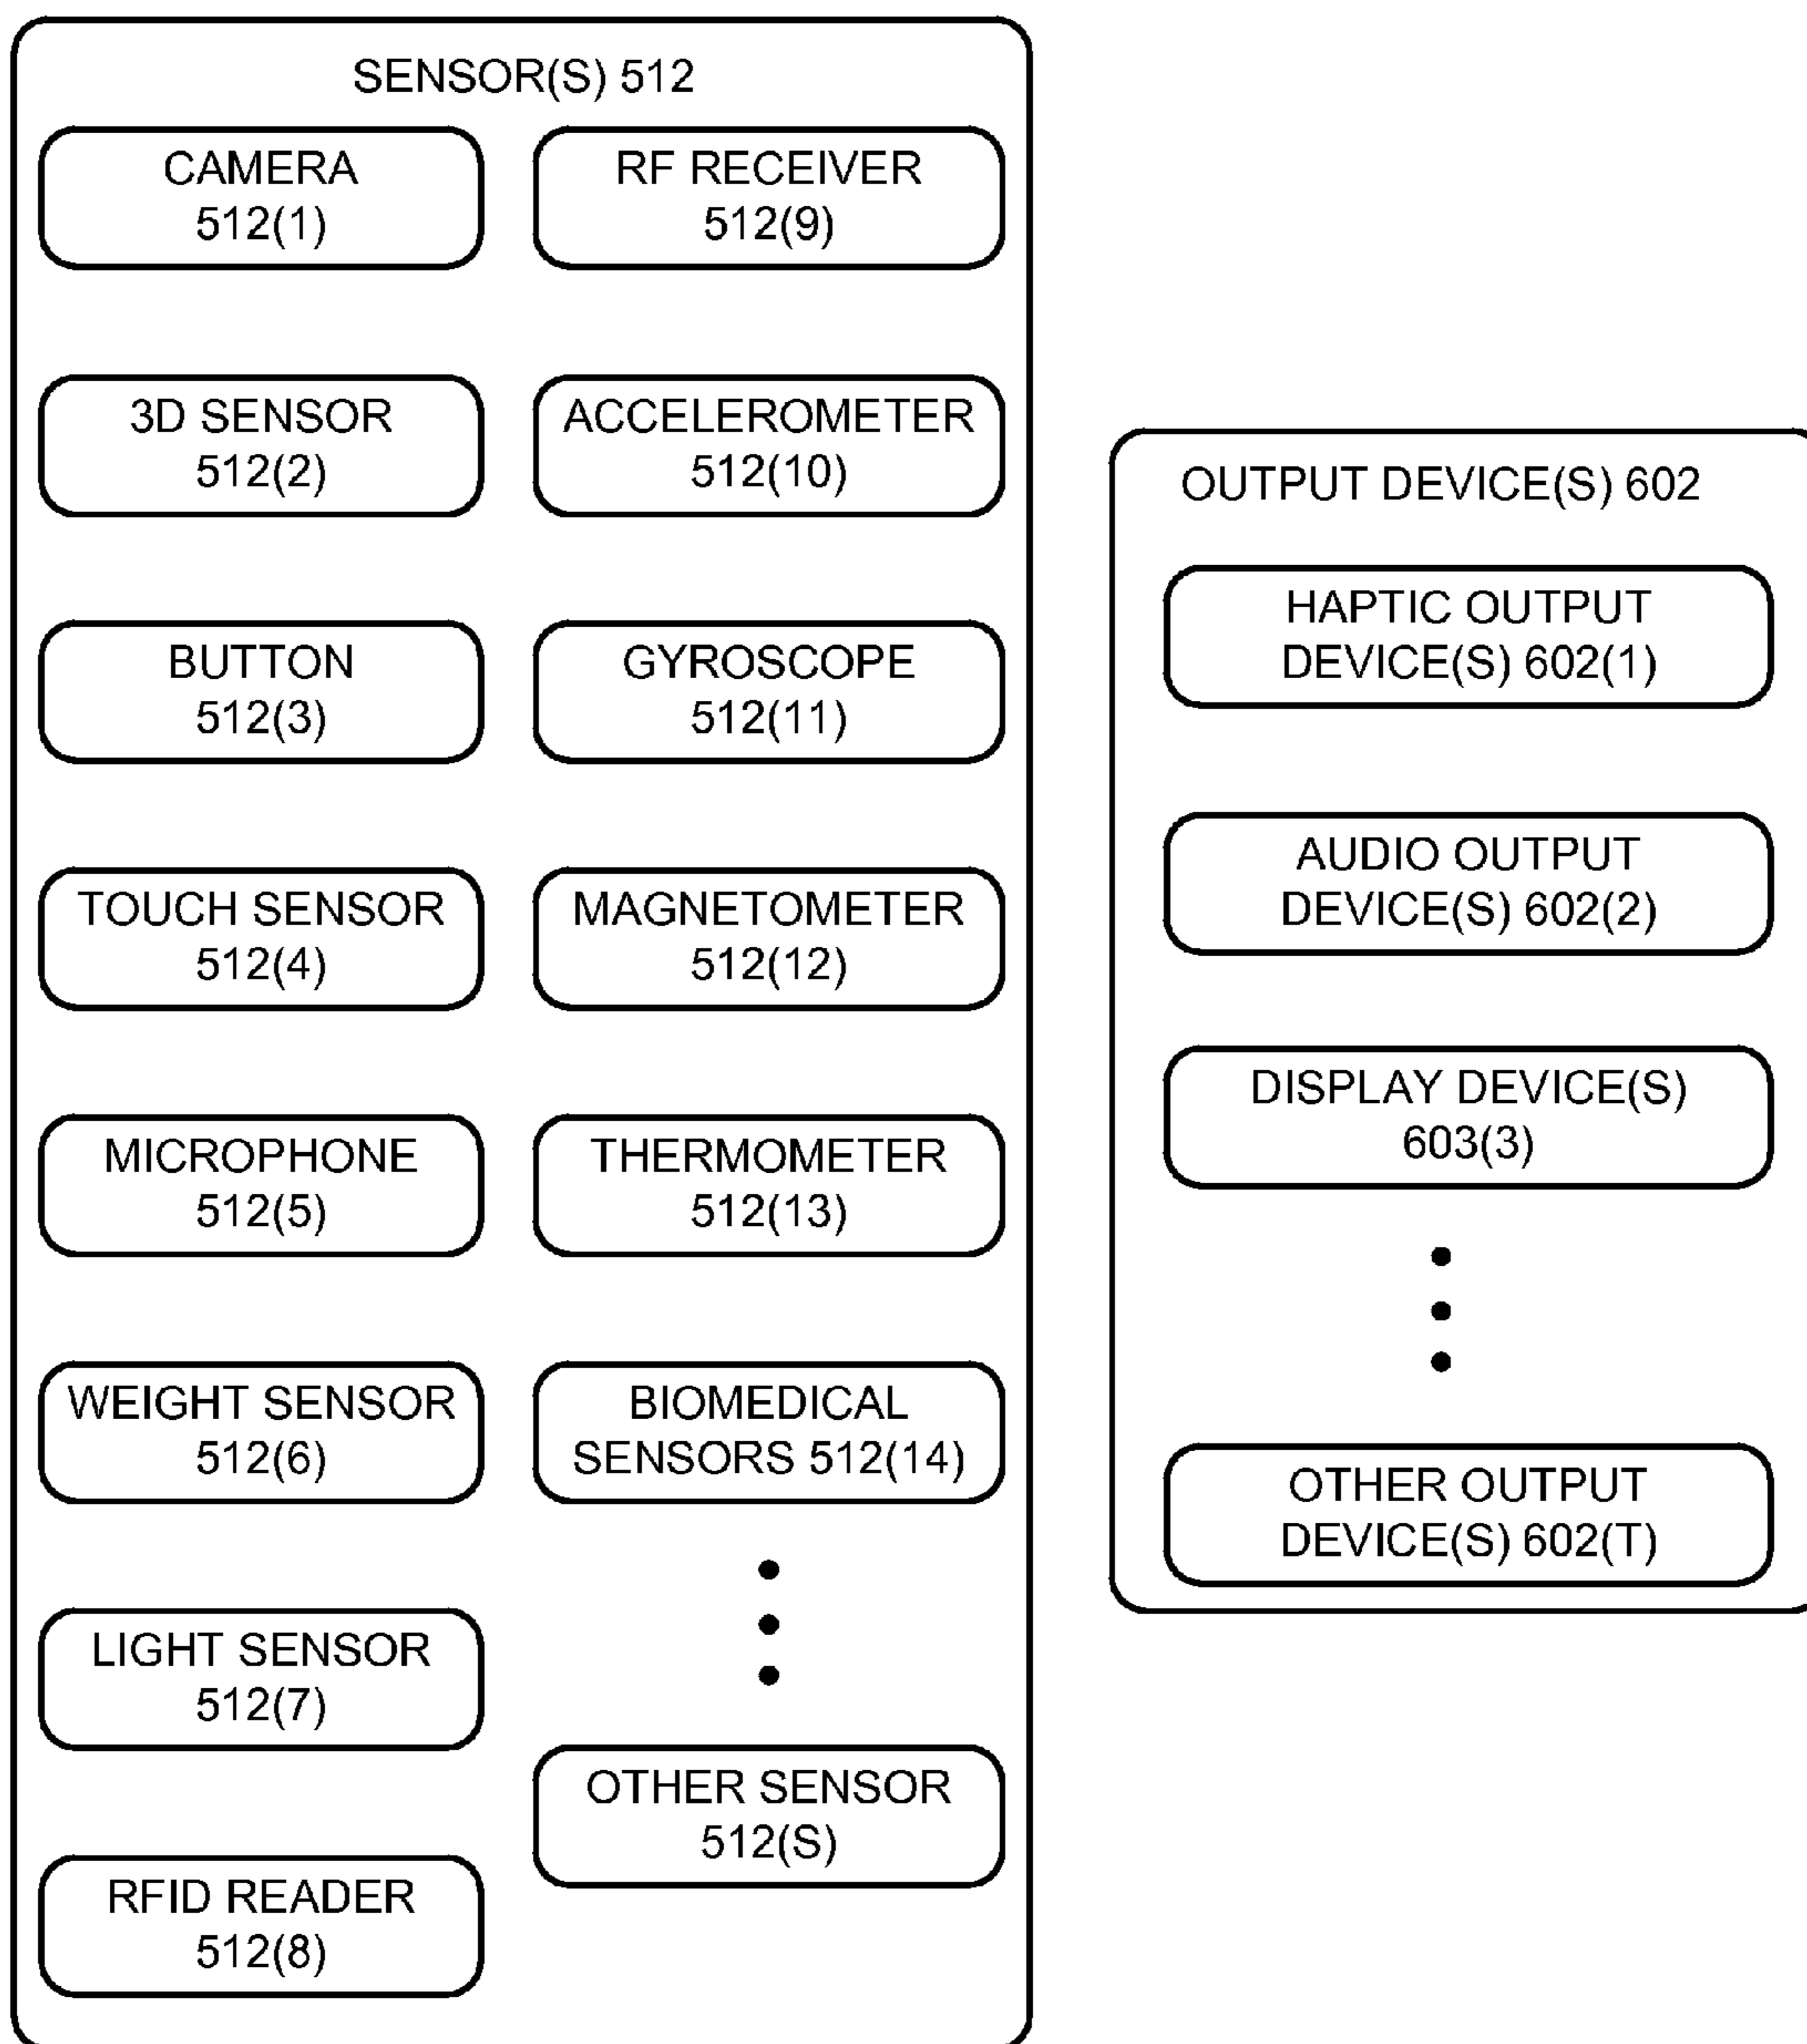 SENSOR(S) 512
CAMERA
512(1)
3D SENSOR
512(2)
BUTTON
512(3)
TOUCH SENSOR
512(4)
MICROPHONE
512(5)
WEIGHT SENSOR
512(6)
LIGHT SENSOR
512(7)
RFID READER
512(8)
RF RECEIVER
512(9)
ACCELEROMETER
512(10)
GYROSCOPE
512(11)
MAGNETOMETER
512(12)
THERMOMETER
512(13)
BIOMEDICAL
SENSORS 512(14)
OTHER SENSOR
512(S)
OUTPUT DEVICE(S) 602
HAPTIC OUTPUT
DEVICE(S) 602(1)
AUDIO OUTPUT
DEVICE(S) 602(2)
DISPLAY DEVICE(S)
603(3)
OTHER OUTPUT
DEVICE(S) 602(T)